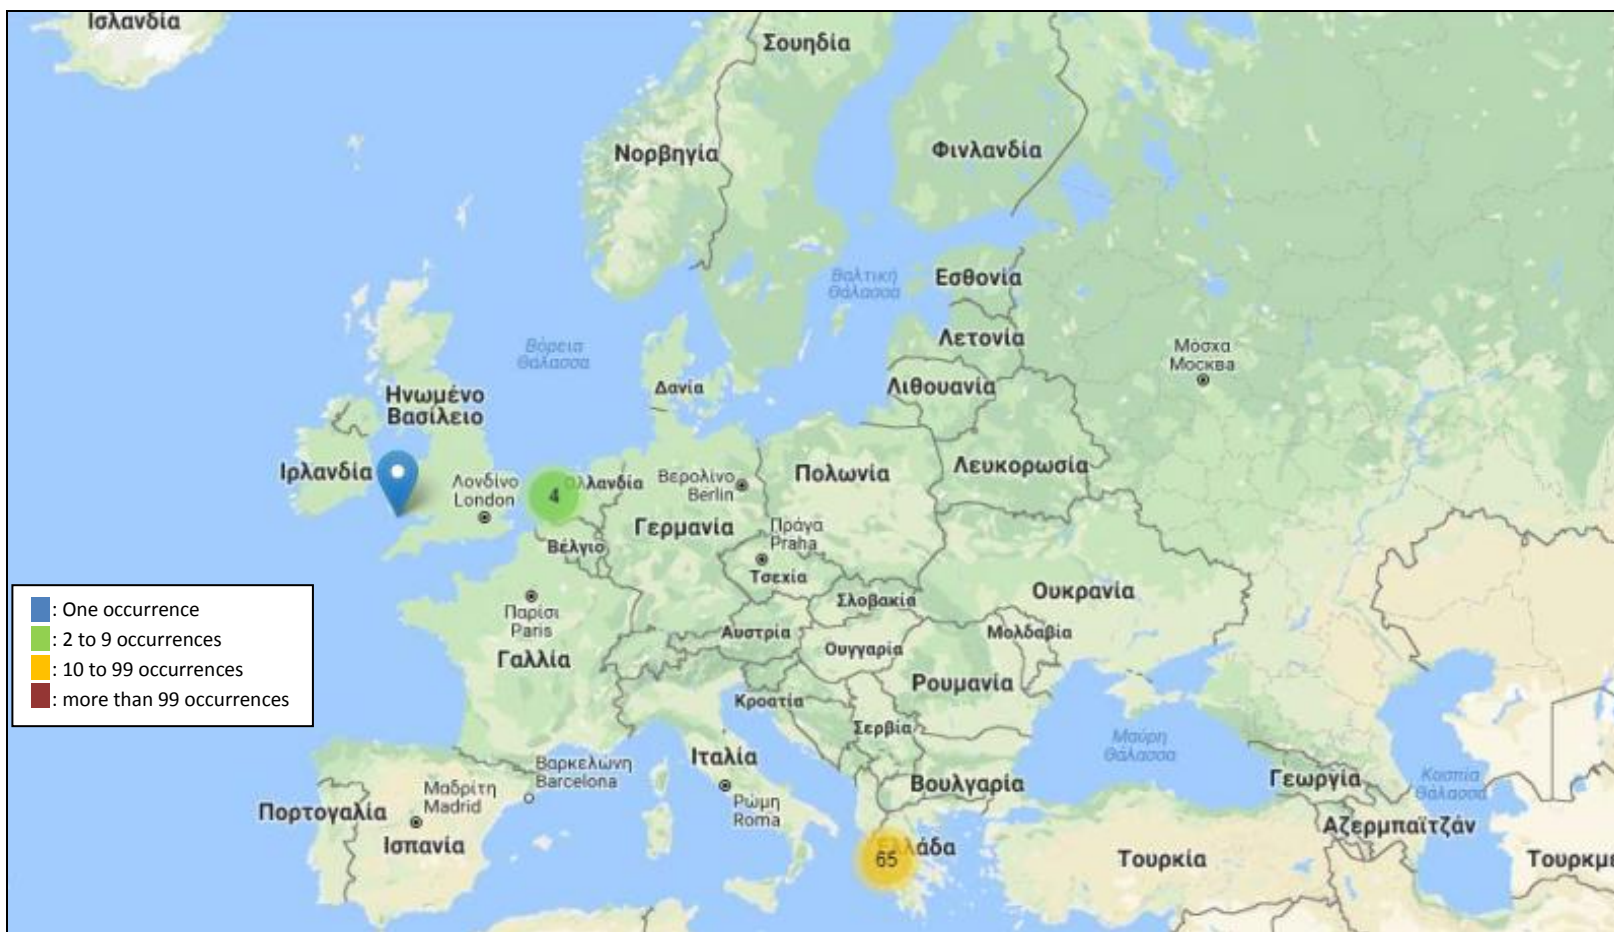 Ισλανδία
Σουηδία
Νορβηγία
Φινλανδία
Βαλτική
Θάλασσα
Εσθονία
Λετονία
Βόρεια
Θάλασσα
Μόσχα
Москва
Δανία
Λιθουανία
Ηνωμένο
Βασίλειο
Ιρλανδία
Λονδίνο
London
4
λλανδία
Βερολίνο
Berlin
Πολωνία
Λευκορωσία
Γερμανία
Πράγα
Praha
Βέλγιο
Τσεχία
Ουκρανία
Σλοβακία
Παρίσι
Paris
Αυστρία
Μολδαβία
Ουγγαρία
Γαλλία
Ρουμανία
Κροατία
Σερβία
: One occurrence
: 2 to 9 occurrences
: 10 to 99 occurrences
: more than 99 occurrences
Μαύρη
Θάλασσα
Ιταλία
Βαρκελώνη
Barcelona
Βουλγαρία
Γεωργία
Κασπία
Θάλασσα
Μαδρίτη
Madrid
Ρώμη
Roma
Πορτογαλία
Αζερμπαϊτζάν
Ισπανία
65
λάδα
Τουρκία
Τουρκμε